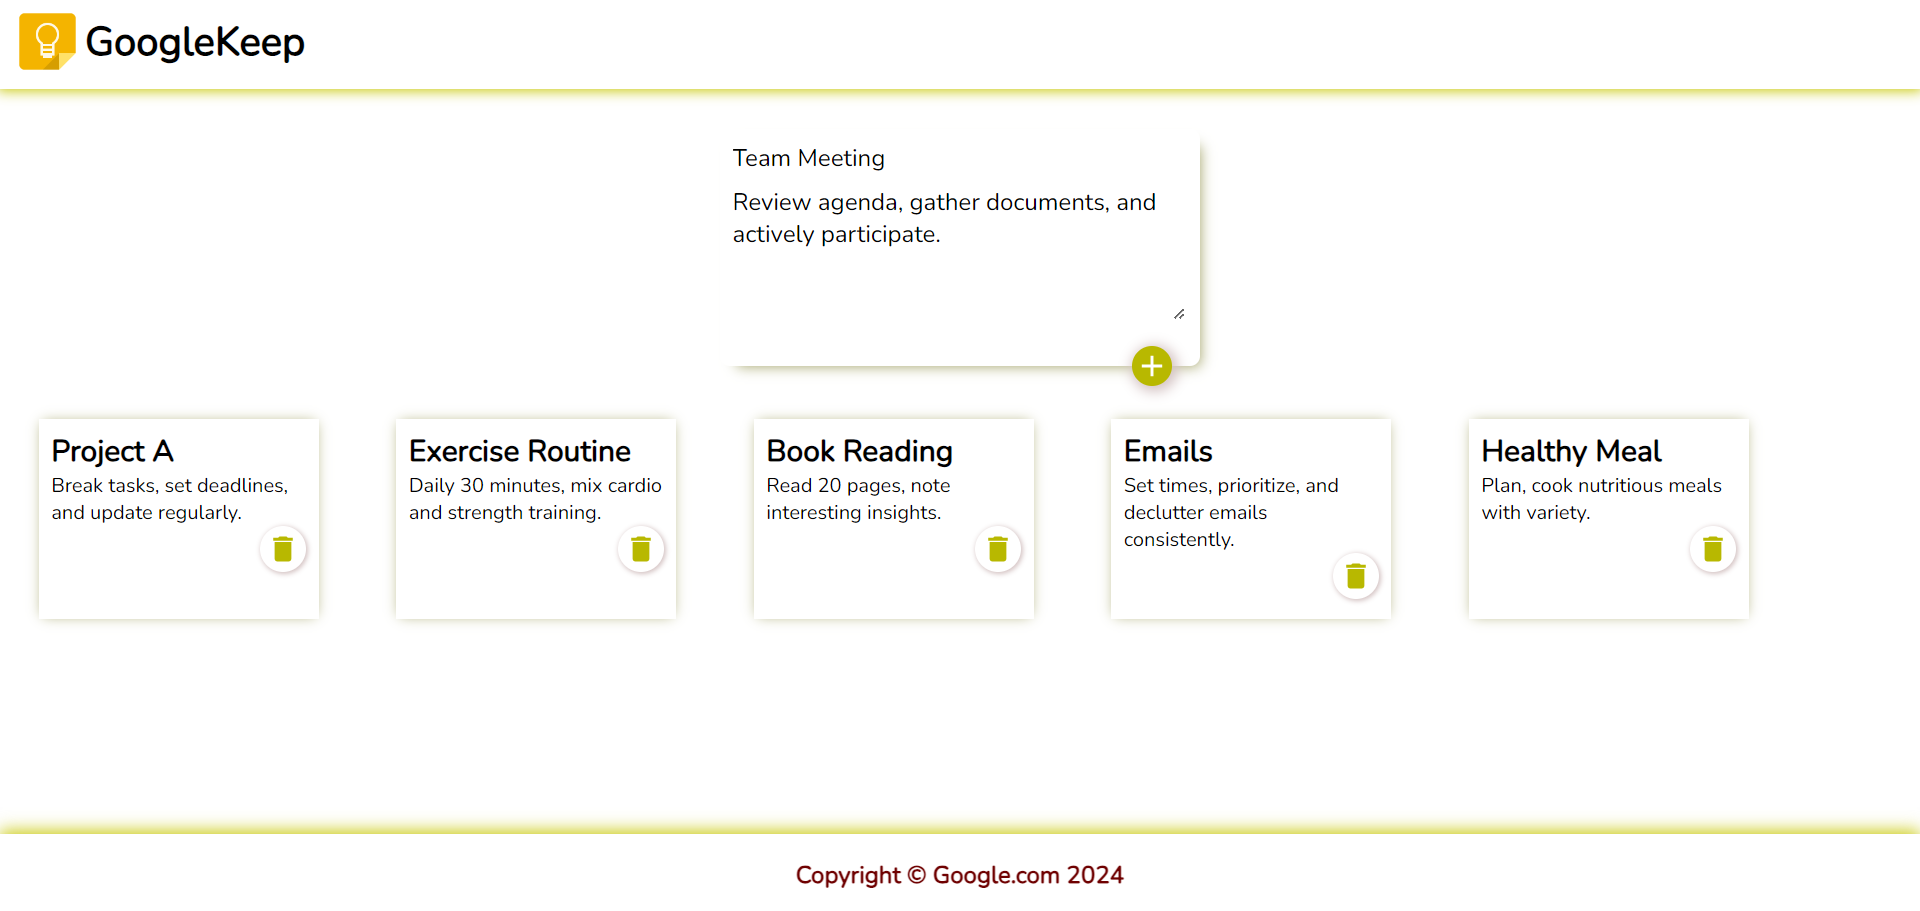 GoogleKeep
Team Meeting
Review agenda, gather documents, and
actively participate.
Project A
Break tasks, set deadlines,
and update regularly.
Exercise Routine
Daily 30 minutes, mix cardio
and strength training.
Book Reading
Read 20 pages, note
interesting insights.
Emails
Set times, prioritize, and
declutter emails
consistently.
Healthy Meal
Plan, cook nutritious meals
with variety.
Copyright © Google.com 2024